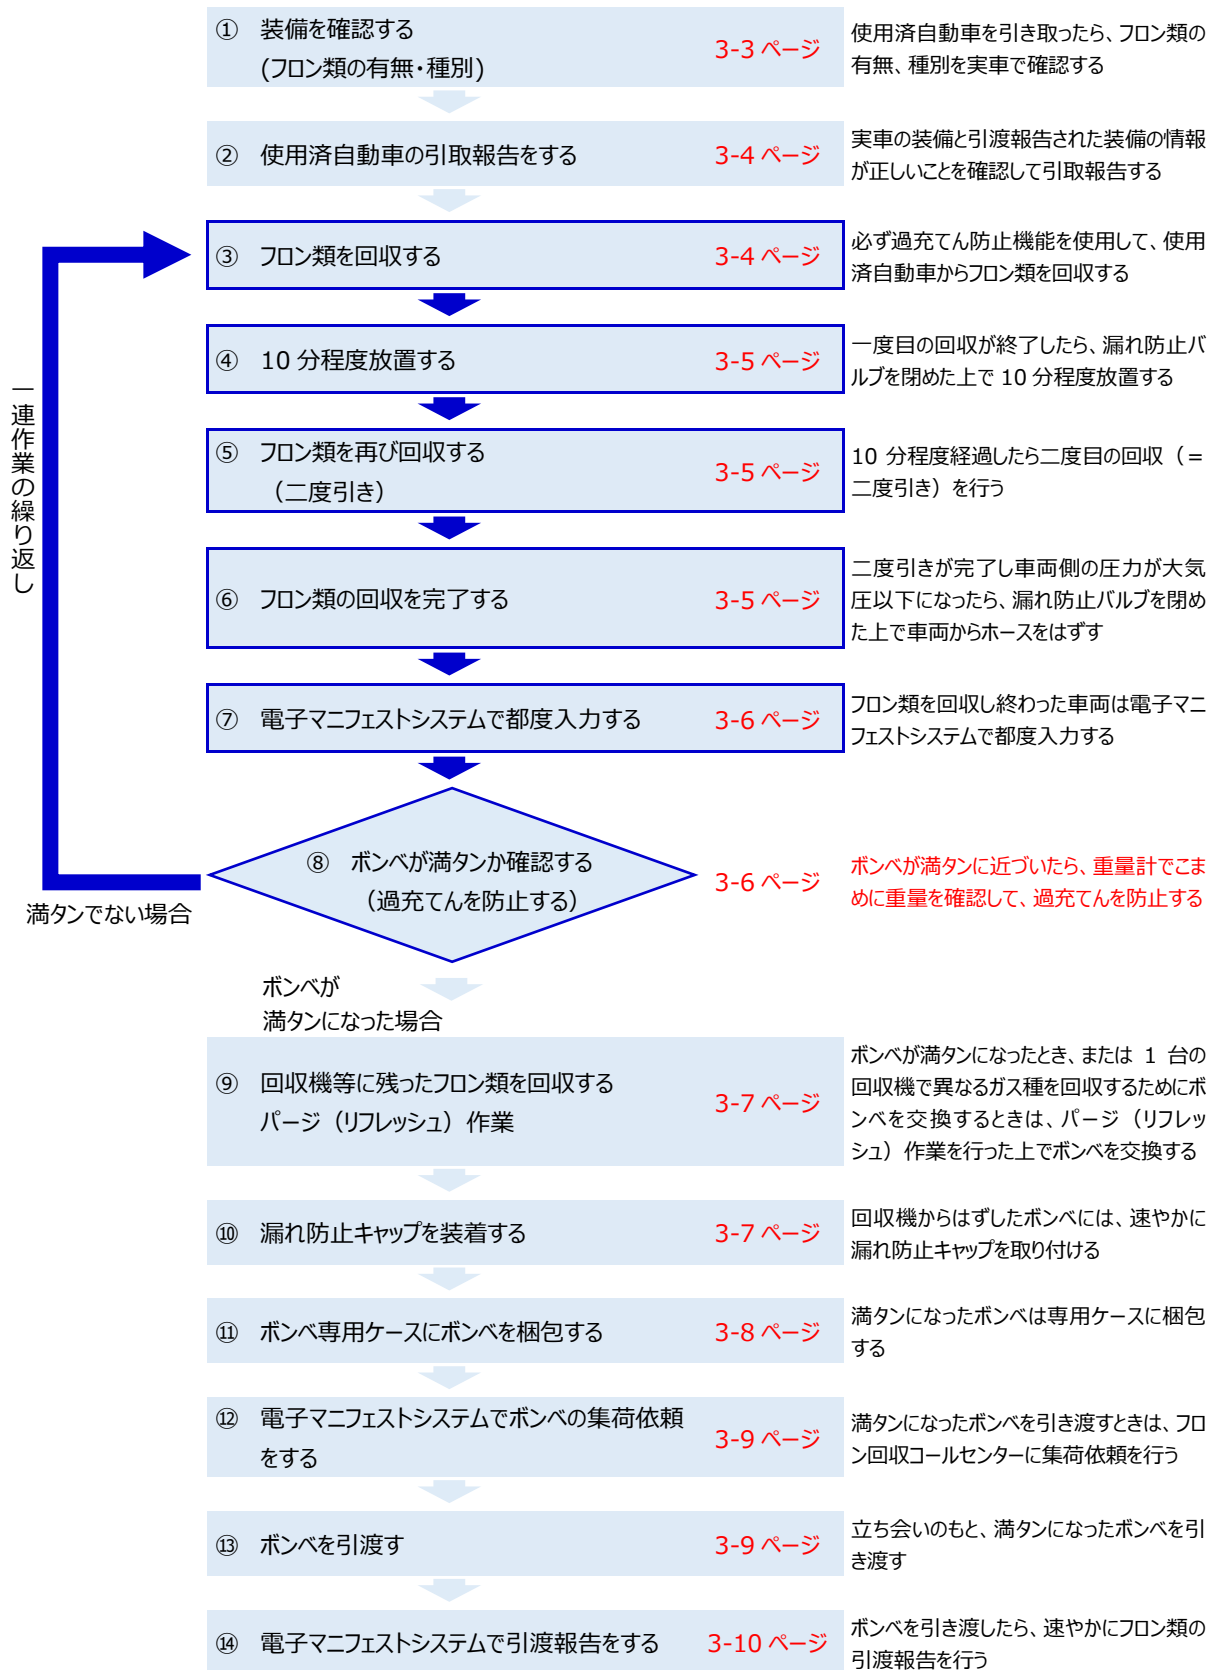 ① 装備を確認する
(フロン類の有無・種別)
3-3 ページ
使用済自動車を引き取ったら、フロン類の
有無、種別を実車で確認する
② 使用済自動車の引取報告をする
3-4 ページ
実車の装備と引渡報告された装備の情報
が正しいことを確認して引取報告する
③ フロン類を回収する
3-4 ページ
必ず過充てん防止機能を使用して、使用
済自動車からフロン類を回収する
④ 10 分程度放置する
3-5 ページ
一度目の回収が終了したら、漏れ防止バ
ルブを閉めた上で 10 分程度放置する
⑤ フロン類を再び回収する
（二度引き）
3-5 ページ
10 分程度経過したら二度目の回収（＝
二度引き）を行う
⑥ フロン類の回収を完了する
3-5 ページ
二度引きが完了し車両側の圧力が大気
圧以下になったら、漏れ防止バルブを閉め
た上で車両からホースをはずす
⑦ 電子マニフェストシステムで都度入力する
3-6 ページ
フロン類を回収し終わった車両は電子マニ
フェストシステムで都度入力する
一連作業の繰り返し
⑧ ボンベが満タンか確認する
（過充てんを防止する）
3-6 ページ
ボンベが満タンに近づいたら、重量計でこま
めに重量を確認して、過充てんを防止する
満タンでない場合
ボンベが
満タンになった場合
⑨ 回収機等に残ったフロン類を回収する
パージ（リフレッシュ）作業
3-7 ページ
ボンベが満タンになったとき、または 1 台の
回収機で異なるガス種を回収するためにボ
ンベを交換するときは、パージ（リフレッ
シュ）作業を行った上でボンベを交換する
⑩ 漏れ防止キャップを装着する
3-7 ページ
回収機からはずしたボンベには、速やかに
漏れ防止キャップを取り付ける
⑪ ボンベ専用ケースにボンベを梱包する
3-8 ページ
満タンになったボンベは専用ケースに梱包
する
⑫ 電子マニフェストシステムでボンベの集荷依頼
をする
3-9 ページ
満タンになったボンベを引き渡すときは、フロ
ン回収コールセンターに集荷依頼を行う
⑬ ボンベを引渡す
3-9 ページ
立ち会いのもと、満タンになったボンベを引
き渡す
⑭ 電子マニフェストシステムで引渡報告をする
3-10 ページ
ボンベを引き渡したら、速やかにフロン類の
引渡報告を行う